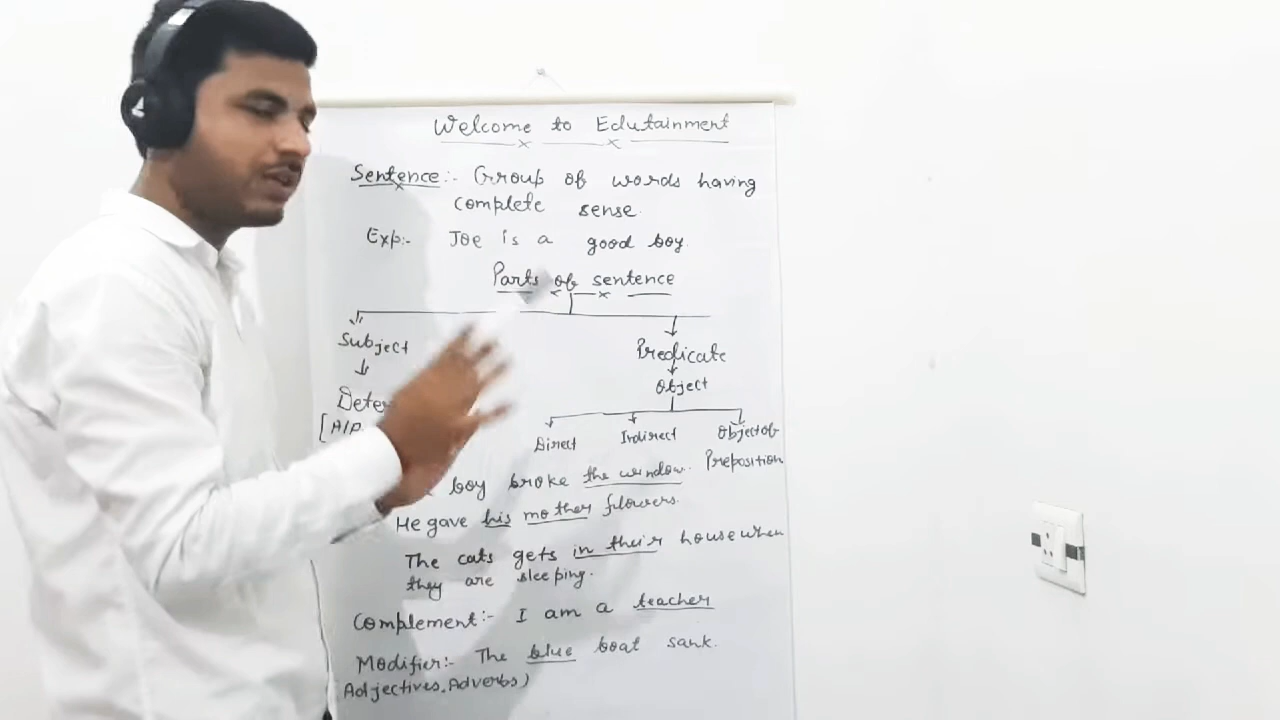 Welcome to Edutainment
Sentence:- Group of words having
complete sense.
Exp:- Joe is a good boy.
Parts of sentence
Subject
Predicate
Object
Direct Indirect Object of
Preposition
boy broke the window.
He gave his mother flowers.
The cats gets in their house when
they are sleeping.
Complement:- I am a teacher
Modifier:- The blue boat sank.
Adjectives, Adverbs)